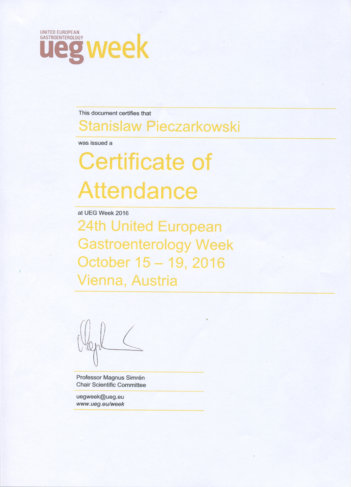 UNITED EUROPEAN
GASTROENTEROLOGY
ueg week
This document certifies that
Stanislaw Pieczarkowski
was issued a
Certificate of
Attendance
at UEG Week 2016
24th United European
Gastroenterology Week
October 15 – 19, 2016
Vienna, Austria
Professor Magnus Simrén
Chair Scientific Committee
uegweek@ueg.eu
www.ueg.eu/week